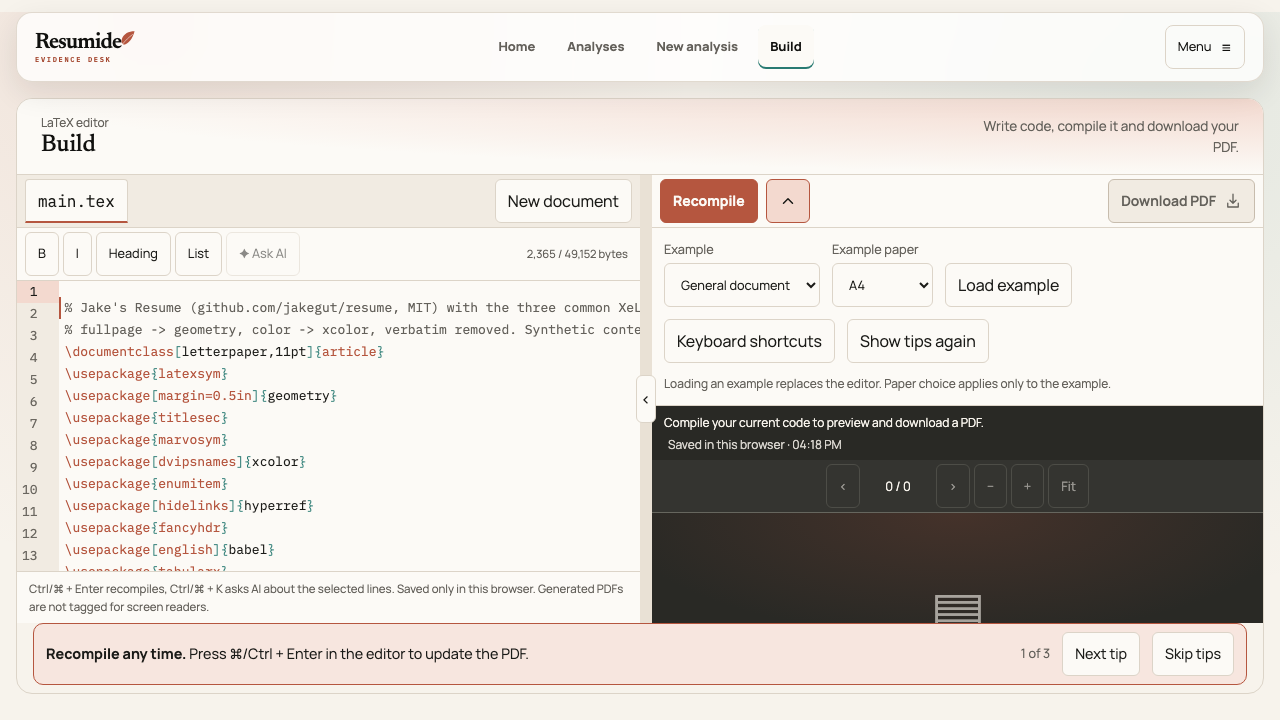 Resumide
EVIDENCE DESK
Home
Analyses
New analysis
Build
Menu ≡
LaTeX editor
Build
Write code, compile it and download your
PDF.
main.tex
New document
Recompile
Download PDF
B
I
Heading
List
✦ Ask AI
2,365 / 49,152 bytes
1
2 % Jake's Resume (github.com/jakegut/resume, MIT) with the three common XeL
3 % fullpage -> geometry, color -> xcolor, verbatim removed. Synthetic conte
4 \documentclass[letterpaper,11pt]{article}
5 \usepackage{latexsym}
6 \usepackage[margin=0.5in]{geometry}
7 \usepackage{titlesec}
8 \usepackage{marvosym}
9 \usepackage[dvipsnames]{xcolor}
10 \usepackage{enumitem}
11 \usepackage[hidelinks]{hyperref}
12 \usepackage{fancyhdr}
13 \usepackage[english]{babel}
\usepackage{tabularx}
Ctrl/⌘ + Enter recompiles, Ctrl/⌘ + K asks AI about the selected lines. Saved only in this browser. Generated PDFs
are not tagged for screen readers.
Example
Example paper
General document
A4
Load example
Keyboard shortcuts
Show tips again
Loading an example replaces the editor. Paper choice applies only to the example.
Compile your current code to preview and download a PDF.
Saved in this browser · 04:18 PM
‹
0 / 0
›
−
+
Fit
Recompile any time. Press ⌘/Ctrl + Enter in the editor to update the PDF.
1 of 3
Next tip
Skip tips